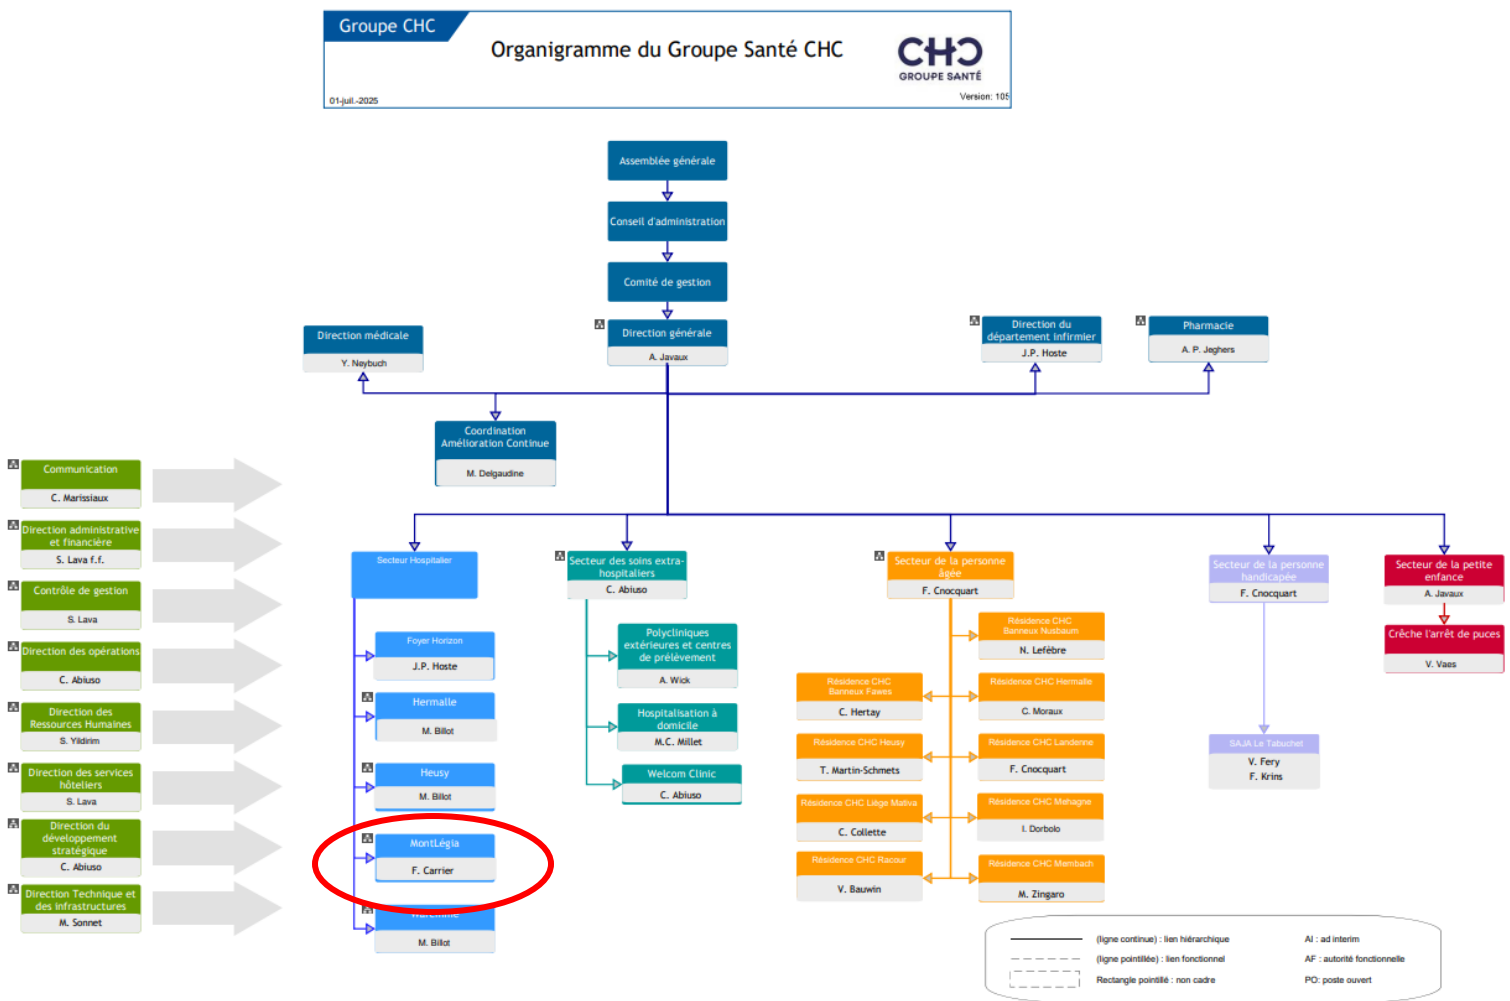 Groupe CHC
Organigramme du Groupe Santé CHC
CHC
GROUPE SANTÉ
01-juil.-2025
Version: 105
Assemblée générale
Conseil d'administration
Comité de gestion
Direction générale
A. Javaux
Direction médicale
Y. Neybuch
Direction du
département infirmier
J.P. Hoste
Pharmacie
A. P. Jeghers
Coordination
Amélioration Continue
M. Delgaudine
Communication
C. Marissiaux
Direction administrative
et financière
S. Lava f.f.
Contrôle de gestion
S. Lava
Direction des opérations
C. Abiuso
Direction des
Ressources Humaines
S. Yildirim
Direction des services
hôteliers
S. Lava
Direction du
développement
stratégique
C. Abiuso
Direction Technique et
des infrastructures
M. Sonnet
Secteur Hospitalier
Foyer Horizon
J.P. Hoste
Hermalle
M. Billot
Heusy
M. Billot
MontLégia
F. Carrier
Waremme
M. Billot
Secteur des soins extra-
hospitaliers
C. Abiuso
Polycliniques
extérieures et centres
de prélèvement
A. Wick
Hospitalisation à
domicile
M.C. Millet
Welcom Clinic
C. Abiuso
Secteur de la personne
âgée
F. Cnocquart
Résidence CHC
Banneux Nusbaum
N. Lefèbre
Résidence CHC
Banneux Fawes
C. Hertay
Résidence CHC Hermalle
G. Moraux
Résidence CHC Heusy
T. Martin-Schmets
Résidence CHC Landenne
F. Cnocquart
Résidence CHC Liège Mativa
C. Collette
Résidence CHC Mehagne
I. Dorbolo
Résidence CHC Racour
V. Bauwin
Résidence CHC Membach
M. Zingaro
Secteur de la personne
handicapée
F. Cnocquart
SAJA Le Tabuchet
V. Fery
F. Krins
Secteur de la petite
enfance
A. Javaux
Crêche l'arrêt de puces
V. Vaes
(ligne continue) : lien hiérarchique
AI : ad interim
(ligne pointillée) : lien fonctionnel
AF : autorité fonctionnelle
Rectangle pointillé : non cadre
PO: poste ouvert